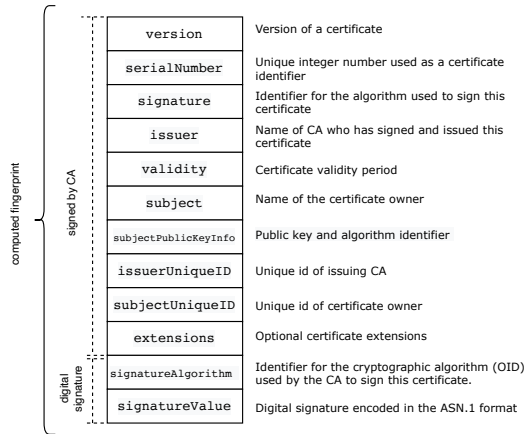 computed fingerprint
signed by CA
digital
signature
version
Version of a certificate
serialNumber
Unique integer number used as a certificate
identifier
signature
Identifier for the algorithm used to sign this
certificate
issuer
Name of CA who has signed and issued this
certificate
validity
Certificate validity period
subject
Name of the certificate owner
subjectPublicKeyInfo
Public key and algorithm identifier
issuerUniqueID
Unique id of issuing CA
subjectUniqueID
Unique id of certificate owner
extensions
Optional certificate extensions
signatureAlgorithm
Identifier for the cryptographic algorithm (OID)
used by the CA to sign this certificate.
signatureValue
Digital signature encoded in the ASN.1 format